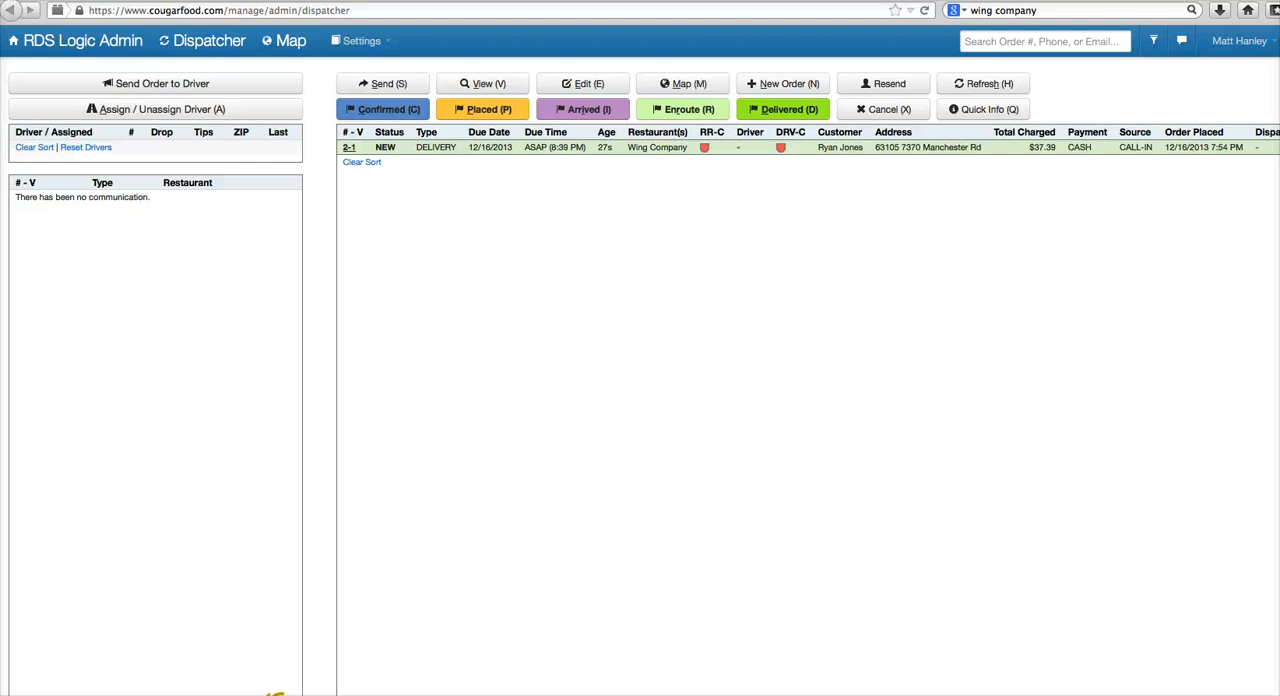 https://www.cougarfood.com/manage/admin/dispatcher
wing company
RDS Logic Admin Dispatcher Map Settings
Search Order #, Phone, or Email...
Matt Hanley
Send Order to Driver
Assign / Unassign Driver (A)
Driver / Assigned # Drop Tips ZIP Last
Clear Sort | Reset Drivers
# - V Type Restaurant
There has been no communication.
Send (S) View (V) Edit (E) Map (M) New Order (N) Resend Refresh (H)
Confirmed (C) Placed (P) Arrived (I) Enroute (R) Delivered (D) Cancel (X) Quick Info (Q)
# - V Status Type Due Date Due Time Age Restaurant(s) RR-C Driver DRV-C Customer Address Total Charged Payment Source Order Placed Dispa
2-1 NEW DELIVERY 12/16/2013 ASAP (8:39 PM) 27s Wing Company - Ryan Jones 63105 7370 Manchester Rd $37.39 CASH CALL-IN 12/16/2013 7:54 PM -
Clear Sort